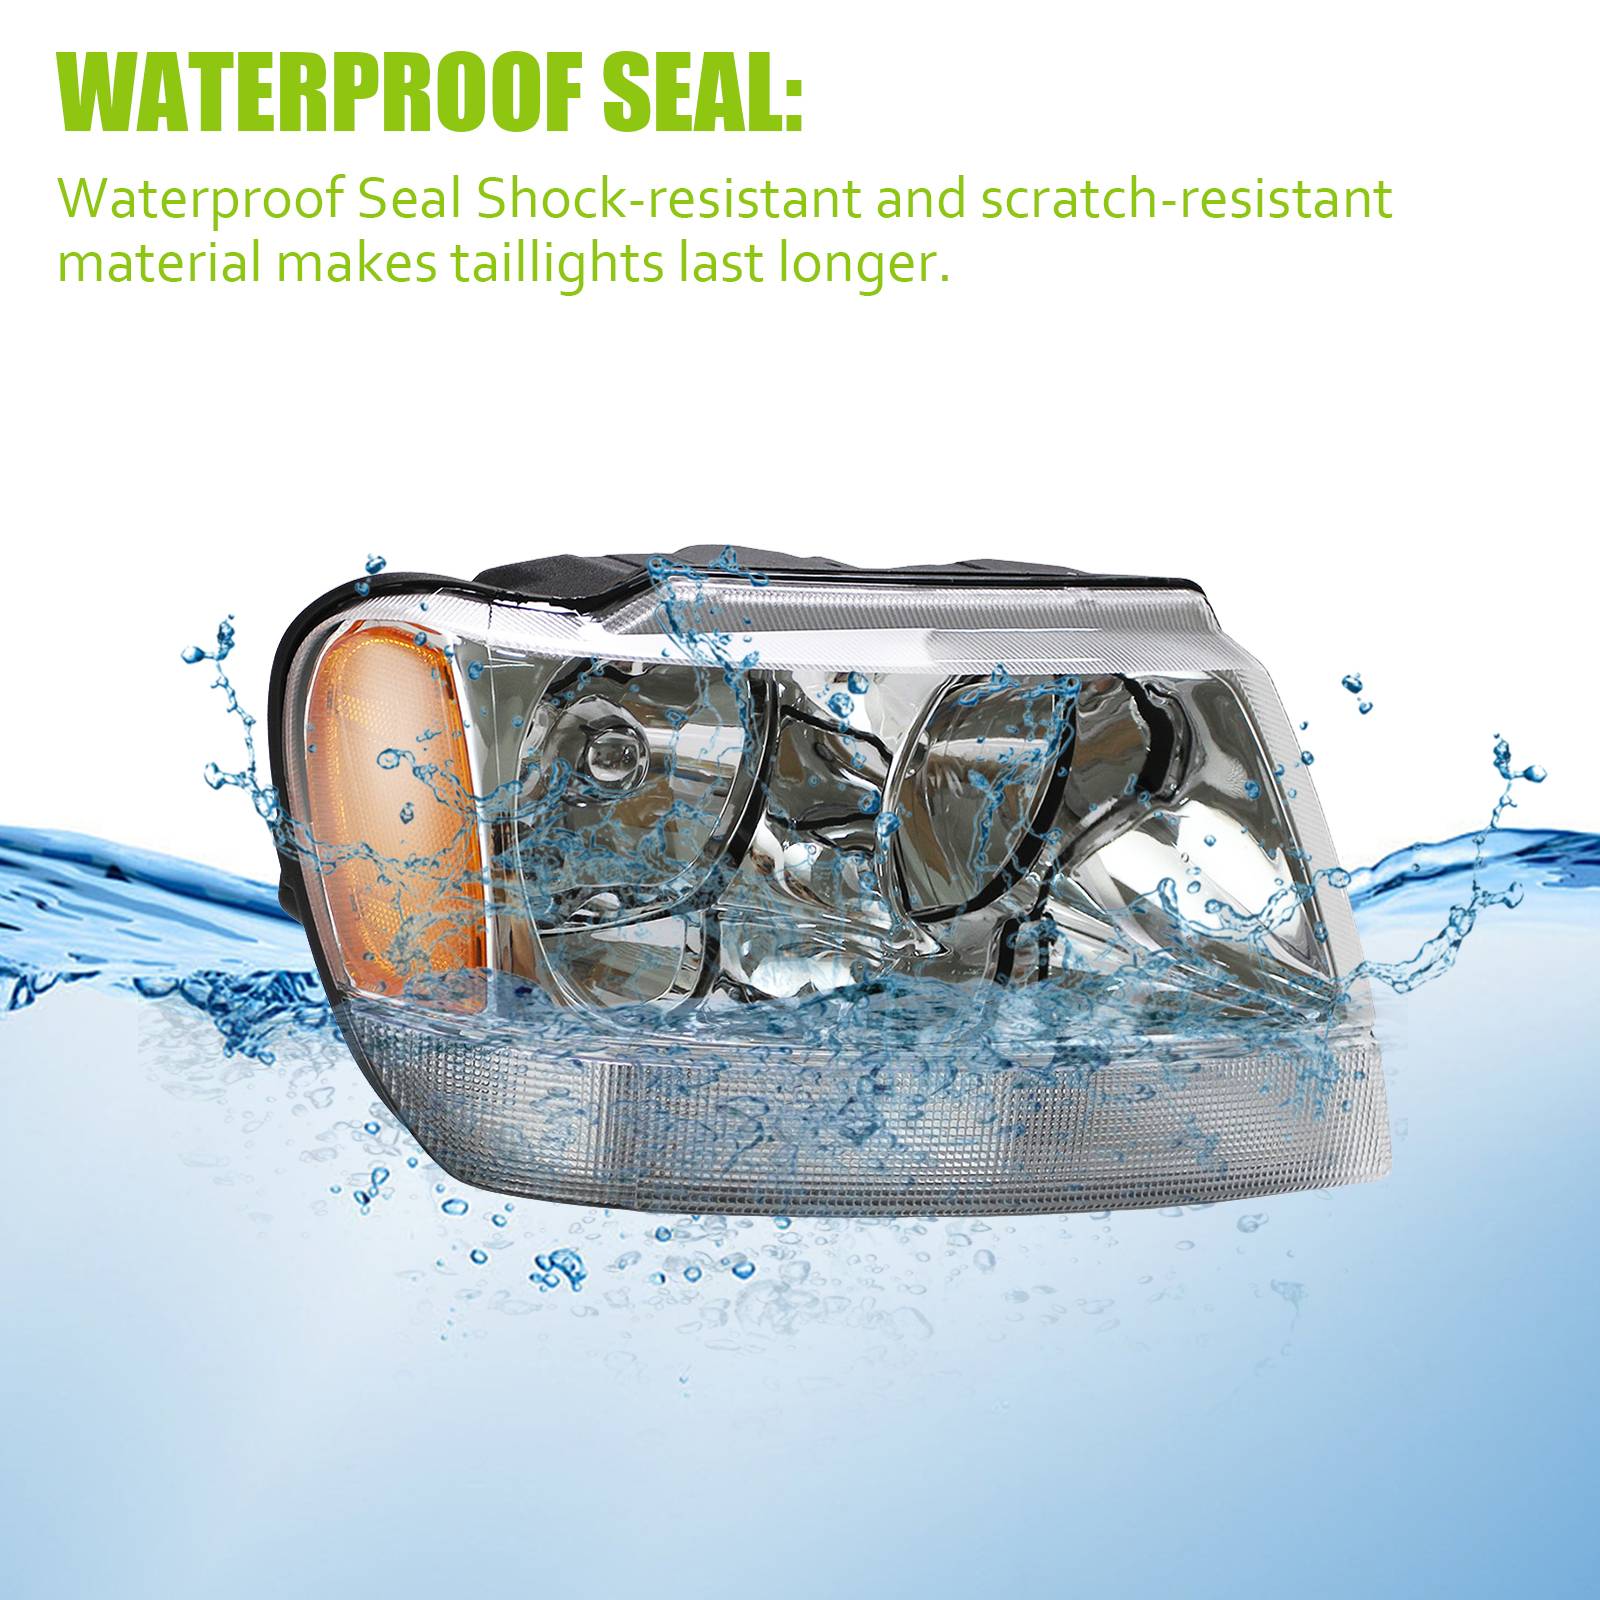 WATERPROOF SEAL:
Waterproof Seal Shock-resistant and scratch-resistant
material makes taillights last longer.